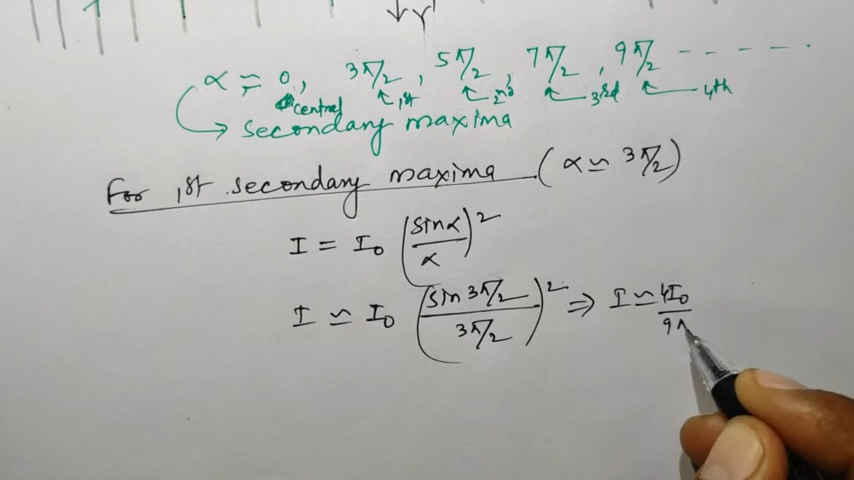 ↓Y'
α ≃ 0, 3π/2, 5π/2, 7π/2, 9π/2 - - - - - .
central ↑1st ↑2nd ↑3rd ↑4th
→ secondary maxima
For 1st secondary maxima (α ≃ 3π/2)
I = I₀ (sinα/α)²
I ≃ I₀ (sin 3π/2 / 3π/2)² ⇒ I ≃ 4I₀/9π